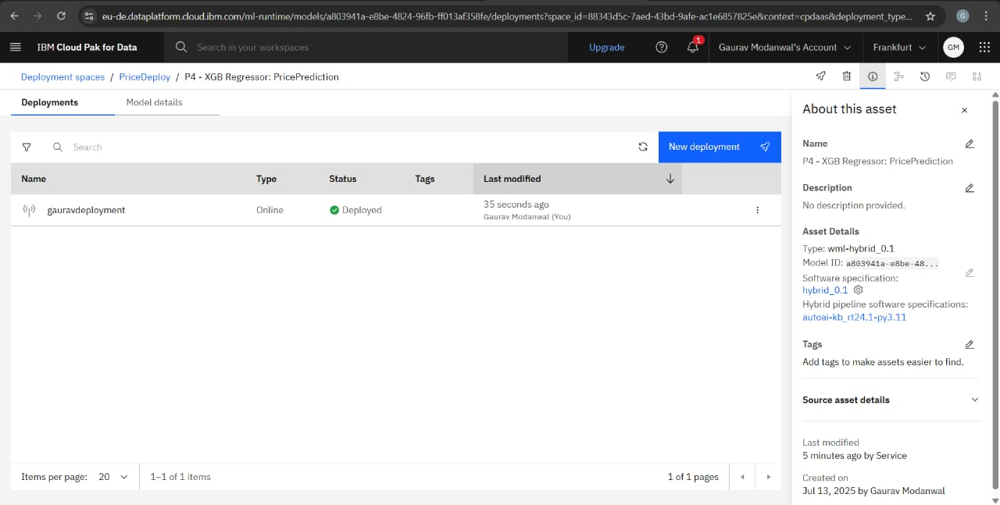 eu-de.dataplatform.cloud.ibm.com/ml-runtime/models/a803941a-e8be-4824-96fb-ff013af358fe/deployments?space_id=88343d5c-7aed-43bd-9afe-ac1e6857825e&context=cpdaas&deployment_type...
G
IBM Cloud Pak for Data
Search in your workspaces
Upgrade
1
Gaurav Modanwal's Account
Frankfurt
GM
Deployment spaces / PriceDeploy / P4 - XGB Regressor: PricePrediction
Deployments
Model details
Search
New deployment
Name Type Status Tags Last modified
gauravdeployment Online Deployed 35 seconds ago
Gaurav Modanwal (You)
Items per page: 20
1–1 of 1 items
1 of 1 pages
About this asset
Name
P4 - XGB Regressor: PricePrediction
Description
No description provided.
Asset Details
Type: wml-hybrid_0.1
Model ID: a803941a-e8be-48...
Software specification:
hybrid_0.1
Hybrid pipeline software specifications:
autoai-kb_rt24.1-py3.11
Tags
Add tags to make assets easier to find.
Source asset details
Last modified
5 minutes ago by Service
Created on
Jul 13, 2025 by Gaurav Modanwal